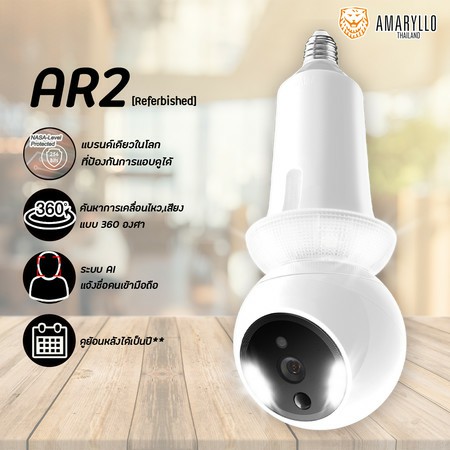 AMARYLLO
THAILAND
AR2 [Referbished]
NASA-Level
Protected
แบรนด์เดียวในโลก
ที่ป้องกันการแอบดูได้
360°
ค้นหาการเคลื่อนไหว,เสียง
แบบ 360 องศา
ระบบ AI
แจ้งชื่อคนเข้ามือถือ
ดูย้อนหลังได้เป็นปี**